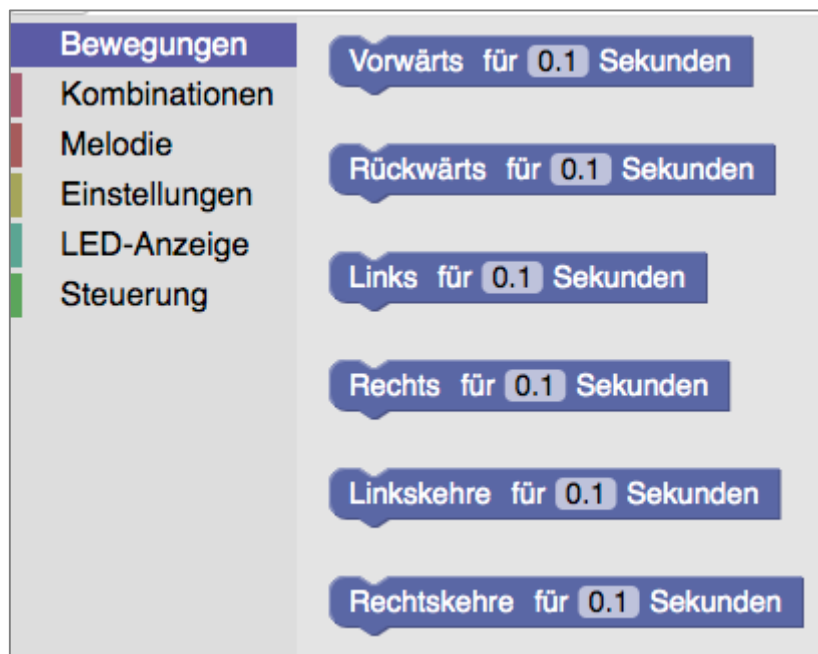 Bewegungen
Kombinationen
Melodie
Einstellungen
LED-Anzeige
Steuerung
Vorwärts für 0.1 Sekunden
Rückwärts für 0.1 Sekunden
Links für 0.1 Sekunden
Rechts für 0.1 Sekunden
Linkskehre für 0.1 Sekunden
Rechtskehre für 0.1 Sekunden